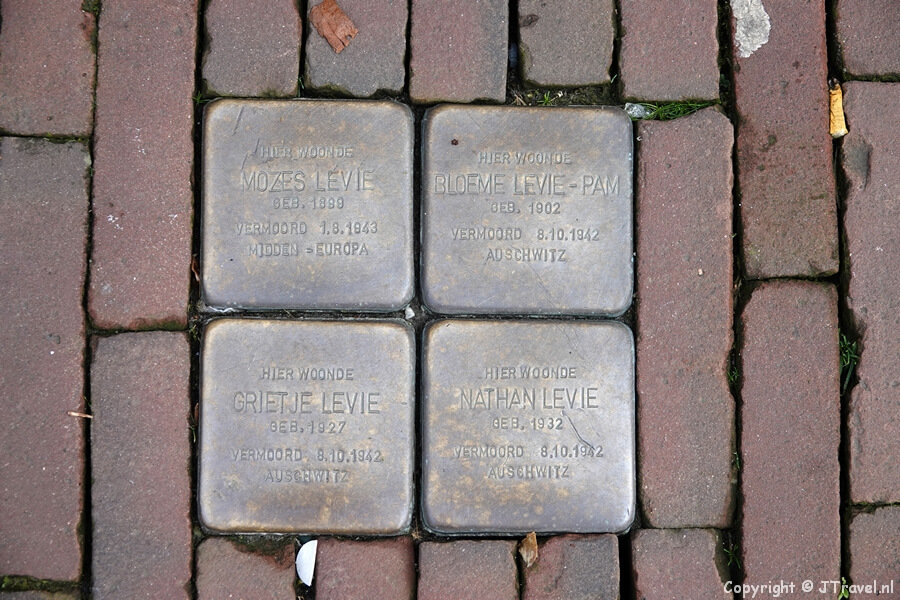 HIER WOONDE
MOZES LEVIE
GEB. 1899
VERMOORD 1.8.1943
MIDDEN-EUROPA
HIER WOONDE
BLOEME LEVIE-PAM
GEB. 1902
VERMOORD 8.10.1942
AUSCHWITZ
HIER WOONDE
GRIETJE LEVIE
GEB. 1927
VERMOORD 8.10.1942
AUSCHWITZ
HIER WOONDE
NATHAN LEVIE
GEB. 1932
VERMOORD 8.10.1942
AUSCHWITZ
Copyright © JTravel.nl